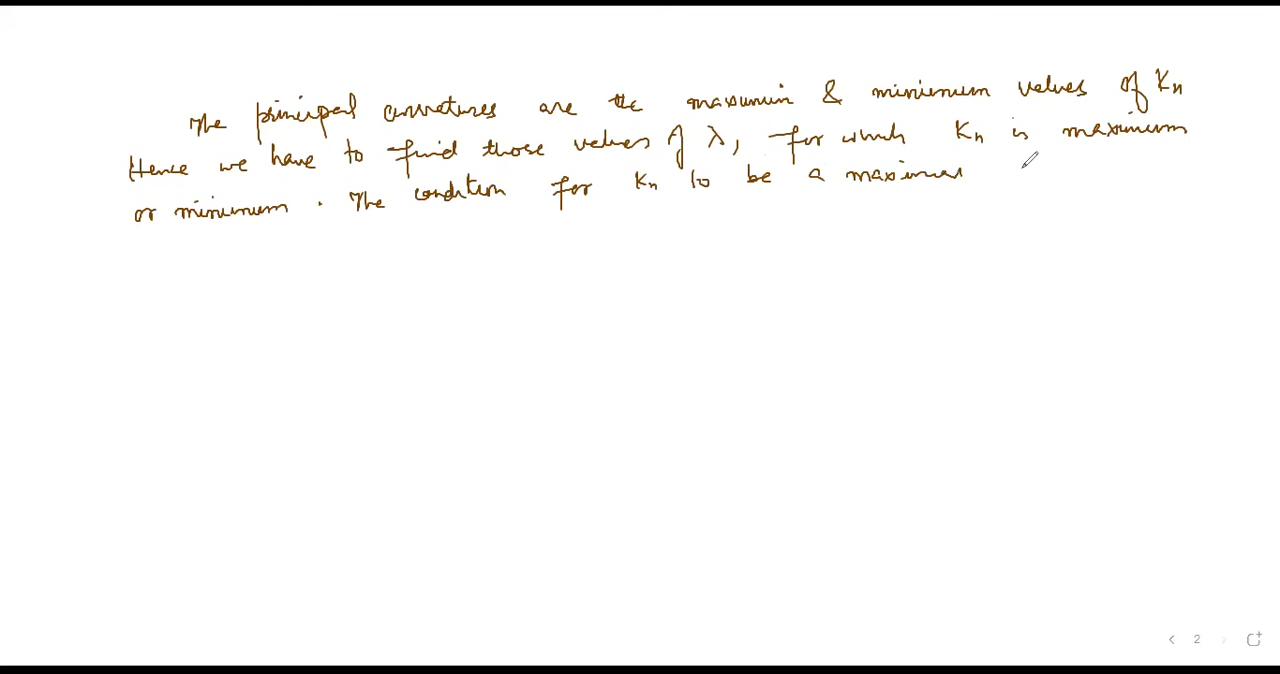 The principal curvatures are the maximum & minimum values of Kn
Hence we have to find those values of λ, for which Kn is maximum
or minimum . The condition for Kn to be a maximum
2